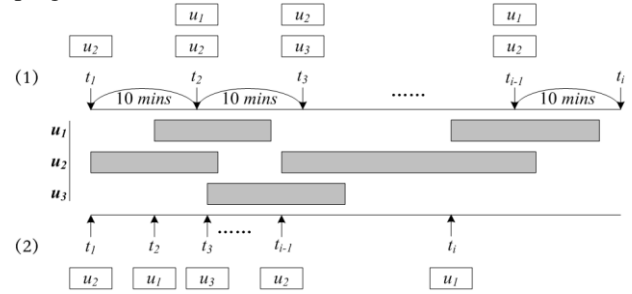 u1 u2 u1
u2 u2 u3 u2
(1) t1 t2 t3 ...... ti-1 ti
10 mins 10 mins 10 mins
u1
u2
u3
(2) t1 t2 t3 ...... ti-1 ti
u2 u1 u3 u2 u1